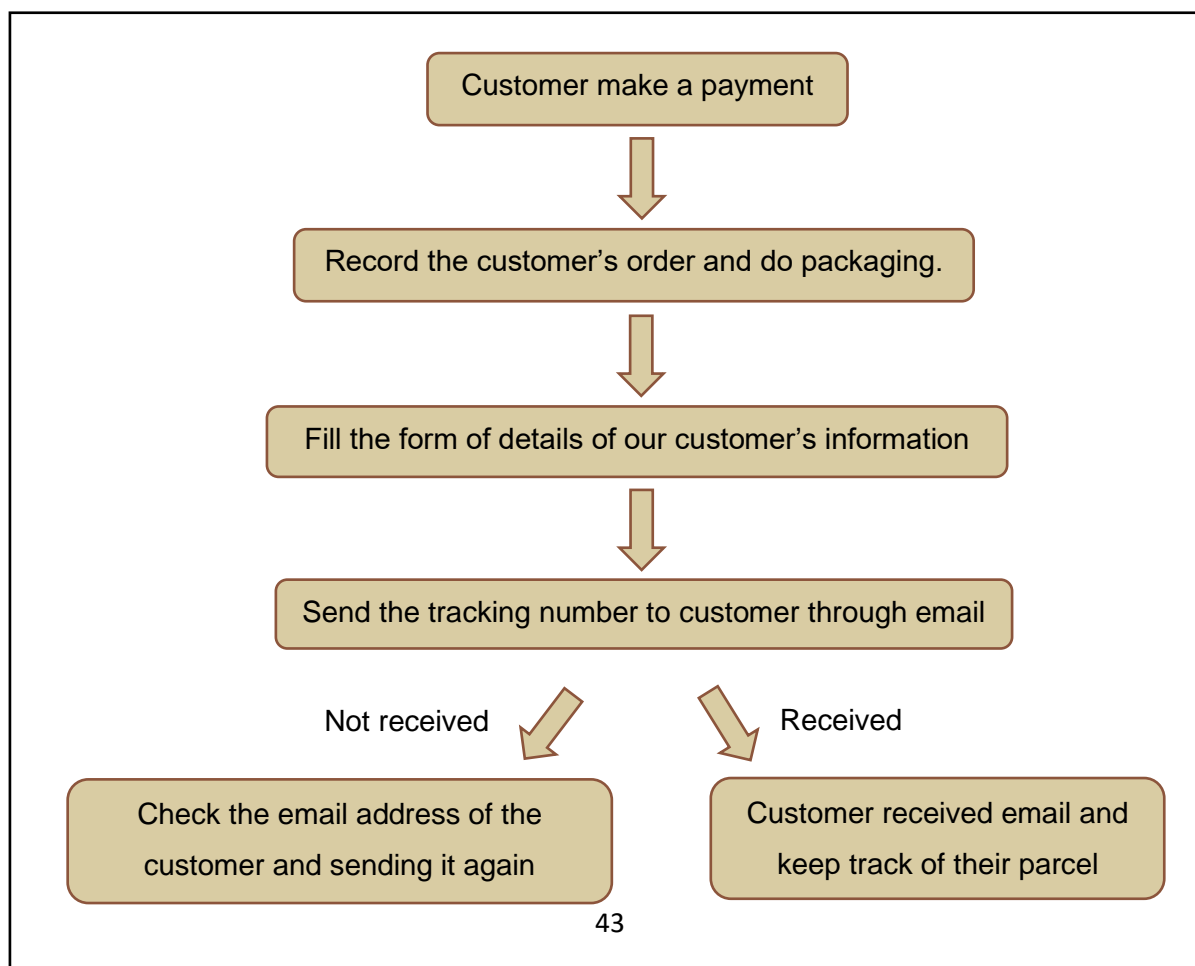 Customer make a payment
Record the customer’s order and do packaging.
Fill the form of details of our customer’s information
Send the tracking number to customer through email
Not received
Received
Check the email address of the
customer and sending it again
Customer received email and
keep track of their parcel
43